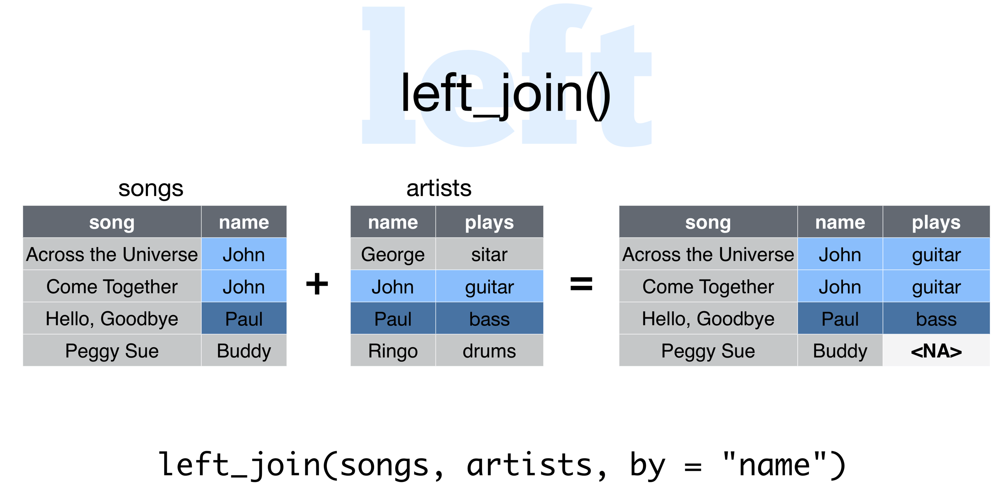 left
left_join()
songs artists
song name name plays song name plays
Across the Universe John George sitar Across the Universe John guitar
Come Together John + John guitar = Come Together John guitar
Hello, Goodbye Paul Paul bass Hello, Goodbye Paul bass
Peggy Sue Buddy Ringo drums Peggy Sue Buddy <NA>
left_join(songs, artists, by = "name")